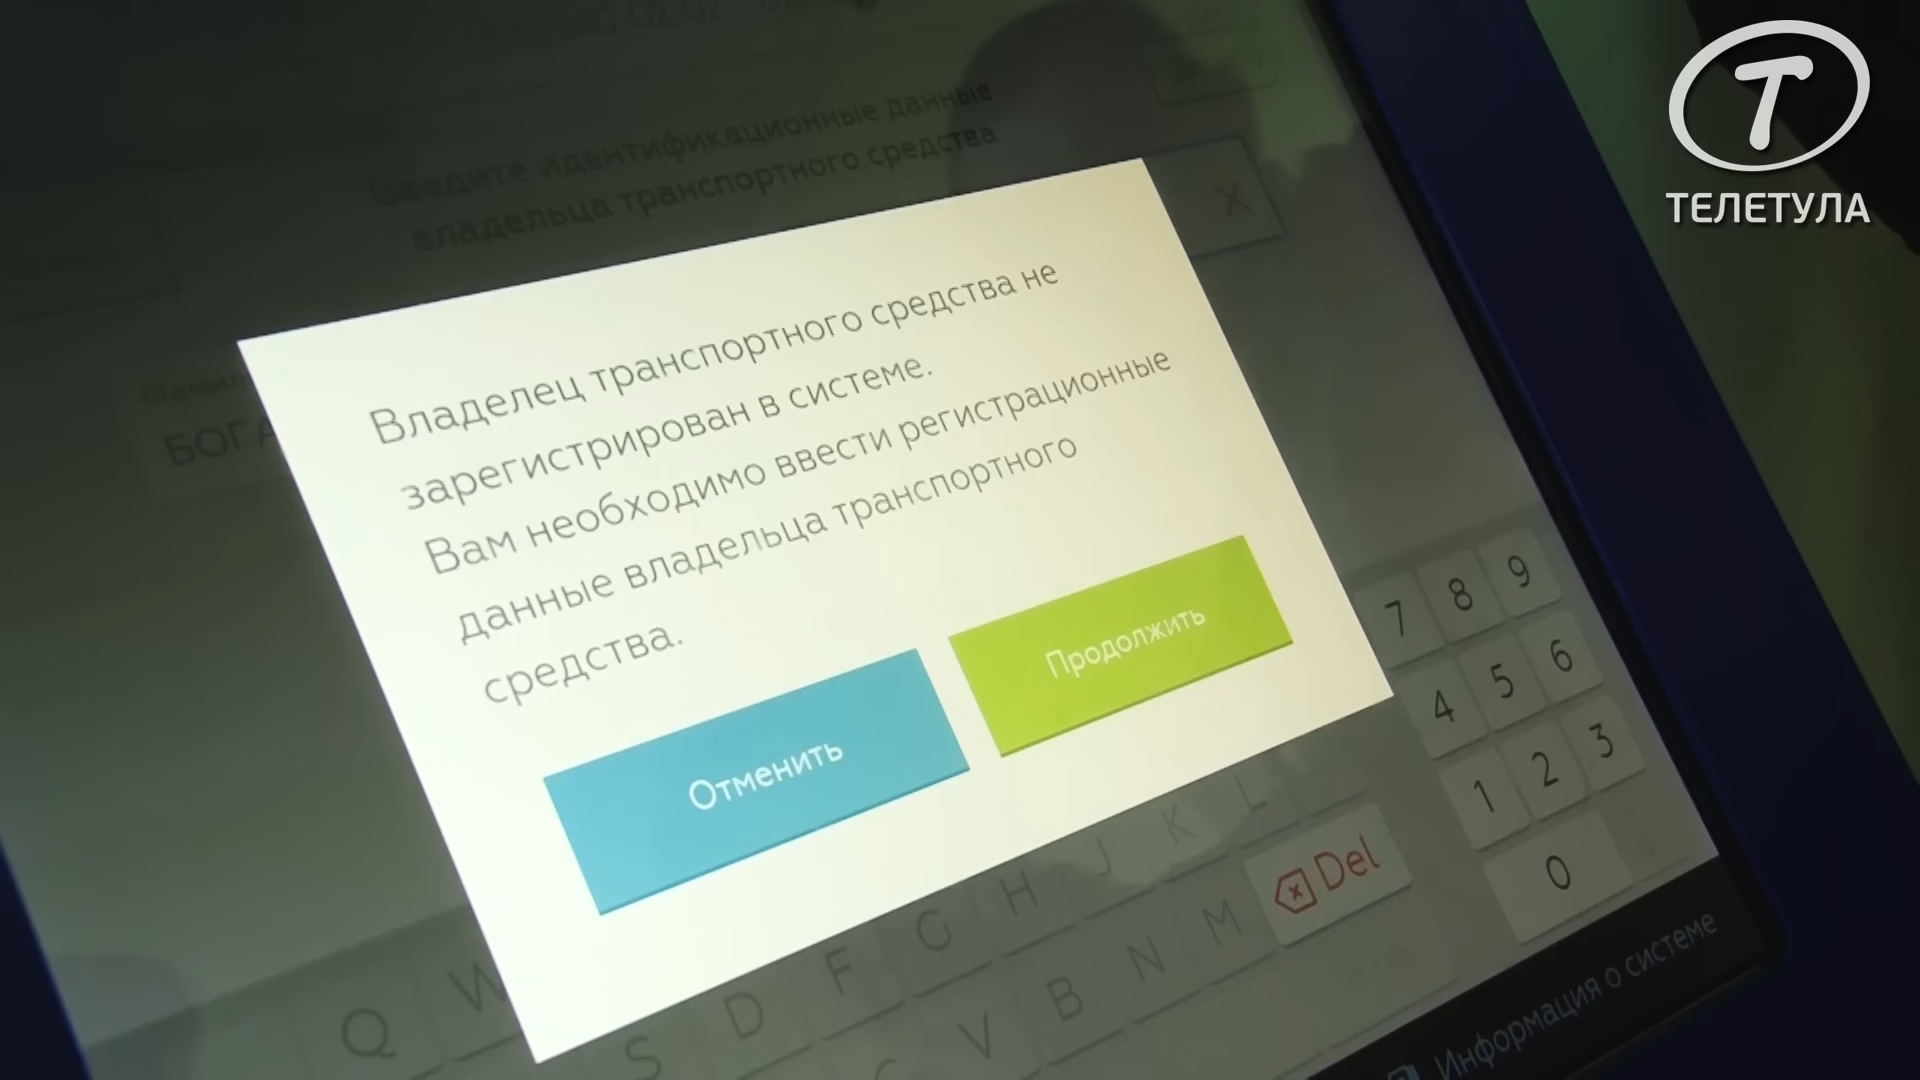 Введите идентификационные данные
владельца транспортного средства
X
Владелец транспортного средства не
зарегистрирован в системе.
Вам необходимо ввести регистрационные
данные владельца транспортного
средства.
Отменить
Продолжить
7 8 9
4 5 6
1 2 3
0
Q W
S D F G H J K L
V B N M Del
Информация о системе
Т
ТЕЛЕТУЛА